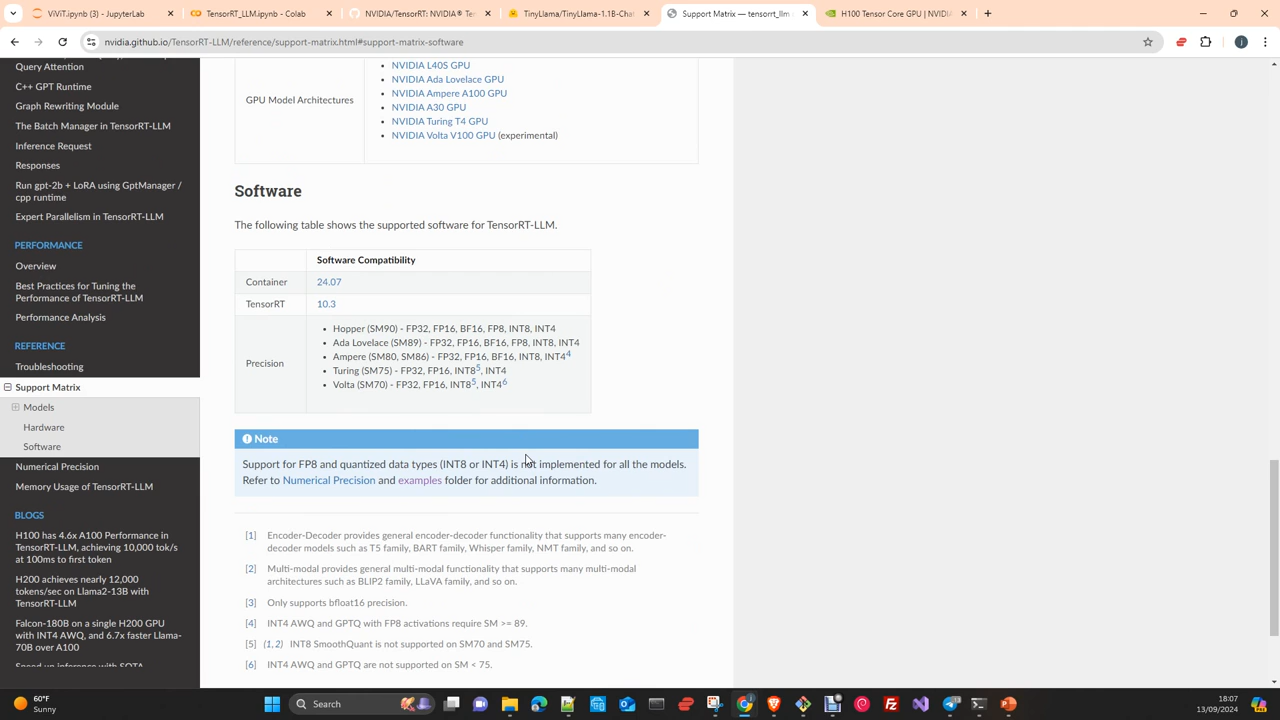 ViViT.ipynb - JupyterLab
TensorRT_LLM.ipynb - Colab
NVIDIA/TensorRT: NVIDIA® Te
TinyLlama/TinyLlama-1.1B-Chat
Support Matrix — tensorrt_llm
H100 Tensor Core GPU | NVIDIA
nvidia.github.io/TensorRT-LLM/reference/support-matrix.html#support-matrix-software
Query Attention
C++ GPT Runtime
Graph Rewriting Module
The Batch Manager in TensorRT-LLM
Inference Request
Responses
Run gpt-2b + LoRA using GptManager /
cpp runtime
Expert Parallelism in TensorRT-LLM
PERFORMANCE
Overview
Best Practices for Tuning the
Performance of TensorRT-LLM
Performance Analysis
REFERENCE
Troubleshooting
Support Matrix
Models
Hardware
Software
Numerical Precision
Memory Usage of TensorRT-LLM
BLOGS
H100 has 4.6x A100 Performance in
TensorRT-LLM, achieving 10,000 tok/s
at 100ms to first token
H200 achieves nearly 12,000
tokens/sec on Llama2-13B with
TensorRT-LLM
Falcon-180B on a single H200 GPU
with INT4 AWQ, and 6.7x faster Llama-
70B over A100
Speed up inference with SOTA
GPU Model Architectures
NVIDIA L40S GPU
NVIDIA Ada Lovelace GPU
NVIDIA Ampere A100 GPU
NVIDIA A30 GPU
NVIDIA Turing T4 GPU
NVIDIA Volta V100 GPU (experimental)
Software
The following table shows the supported software for TensorRT-LLM.
Software Compatibility
Container 24.07
TensorRT 10.3
Precision
Hopper (SM90) - FP32, FP16, BF16, FP8, INT8, INT4
Ada Lovelace (SM89) - FP32, FP16, BF16, FP8, INT8, INT4
Ampere (SM80, SM86) - FP32, FP16, BF16, INT8, INT4⁴
Turing (SM75) - FP32, FP16, INT8⁵, INT4
Volta (SM70) - FP32, FP16, INT8⁵, INT4⁶
Note
Support for FP8 and quantized data types (INT8 or INT4) is not implemented for all the models.
Refer to Numerical Precision and examples folder for additional information.
[1] Encoder-Decoder provides general encoder-decoder functionality that supports many encoder-
decoder models such as T5 family, BART family, Whisper family, NMT family, and so on.
[2] Multi-modal provides general multi-modal functionality that supports many multi-modal
architectures such as BLIP2 family, LLaVA family, and so on.
[3] Only supports bfloat16 precision.
[4] INT4 AWQ and GPTQ with FP8 activations require SM >= 89.
[5] (1,2) INT8 SmoothQuant is not supported on SM70 and SM75.
[6] INT4 AWQ and GPTQ are not supported on SM < 75.
60°F
Sunny
Search
18:07
13/09/2024